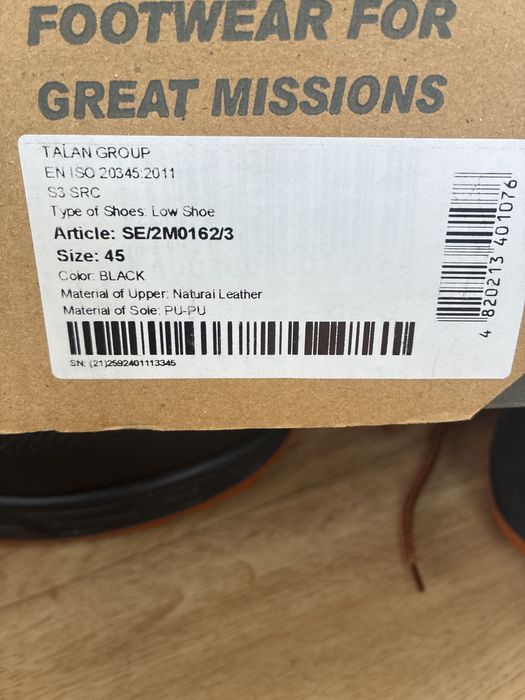 FOOTWEAR FOR
GREAT MISSIONS
TALAN GROUP
EN ISO 20345:2011
S3 SRC
Type of Shoes: Low Shoe
Article: SE/2M0162/3
Size: 45
Color: BLACK
Material of Upper: Natural Leather
Material of Sole: PU-PU
SN: (21)2592401113345
4 820213 401076